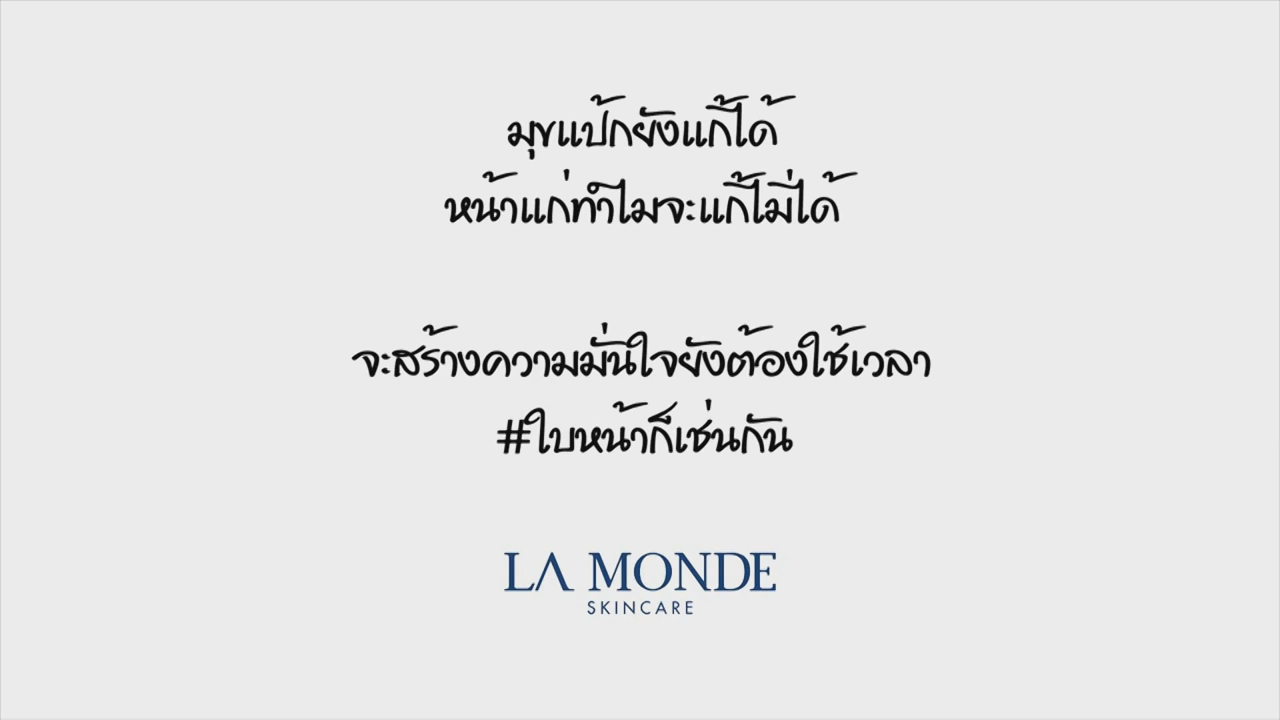 มุขแป้กยังแก้ได้
หน้าแก่ทำไมจะแก้ไม่ได้
จะสร้างความมั่นใจยังต้องใช้เวลา
#ใบหน้าก็เช่นกัน
LA MONDE
SKINCARE